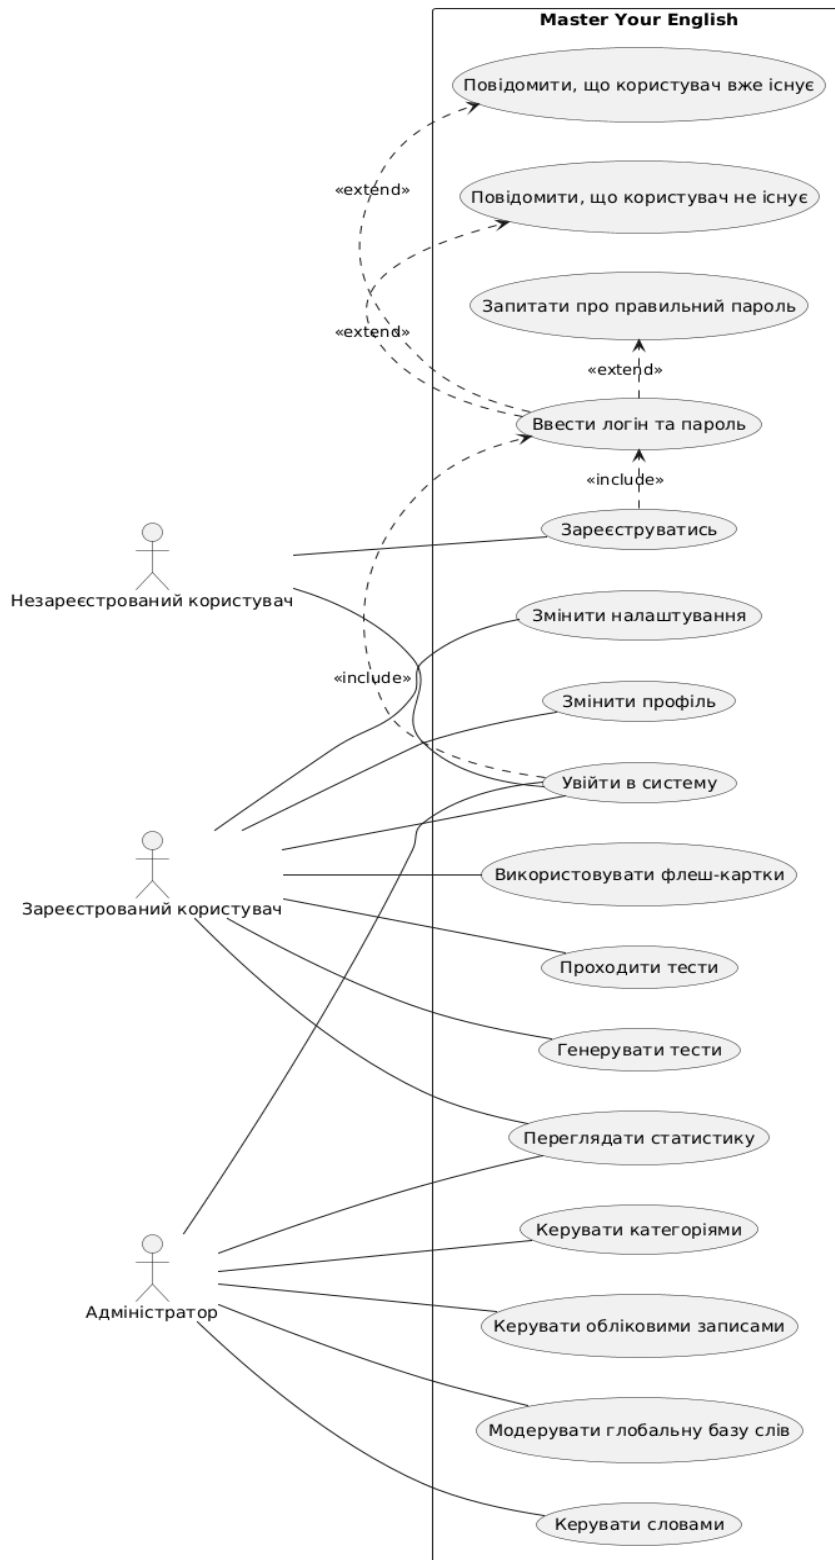 Master Your English
Повідомити, що користувач вже існує
«extend»
Повідомити, що користувач не існує
Запитати про правильний пароль
«extend»
«extend»
Ввести логін та пароль
«include»
Зареєструватись
Незареєстрований користувач
Змінити налаштування
«include»
Змінити профіль
Увійти в систему
Використовувати флеш-картки
Зареєстрований користувач
Проходити тести
Генерувати тести
Переглядати статистику
Керувати категоріями
Адміністратор
Керувати обліковими записами
Модерувати глобальну базу слів
Керувати словами